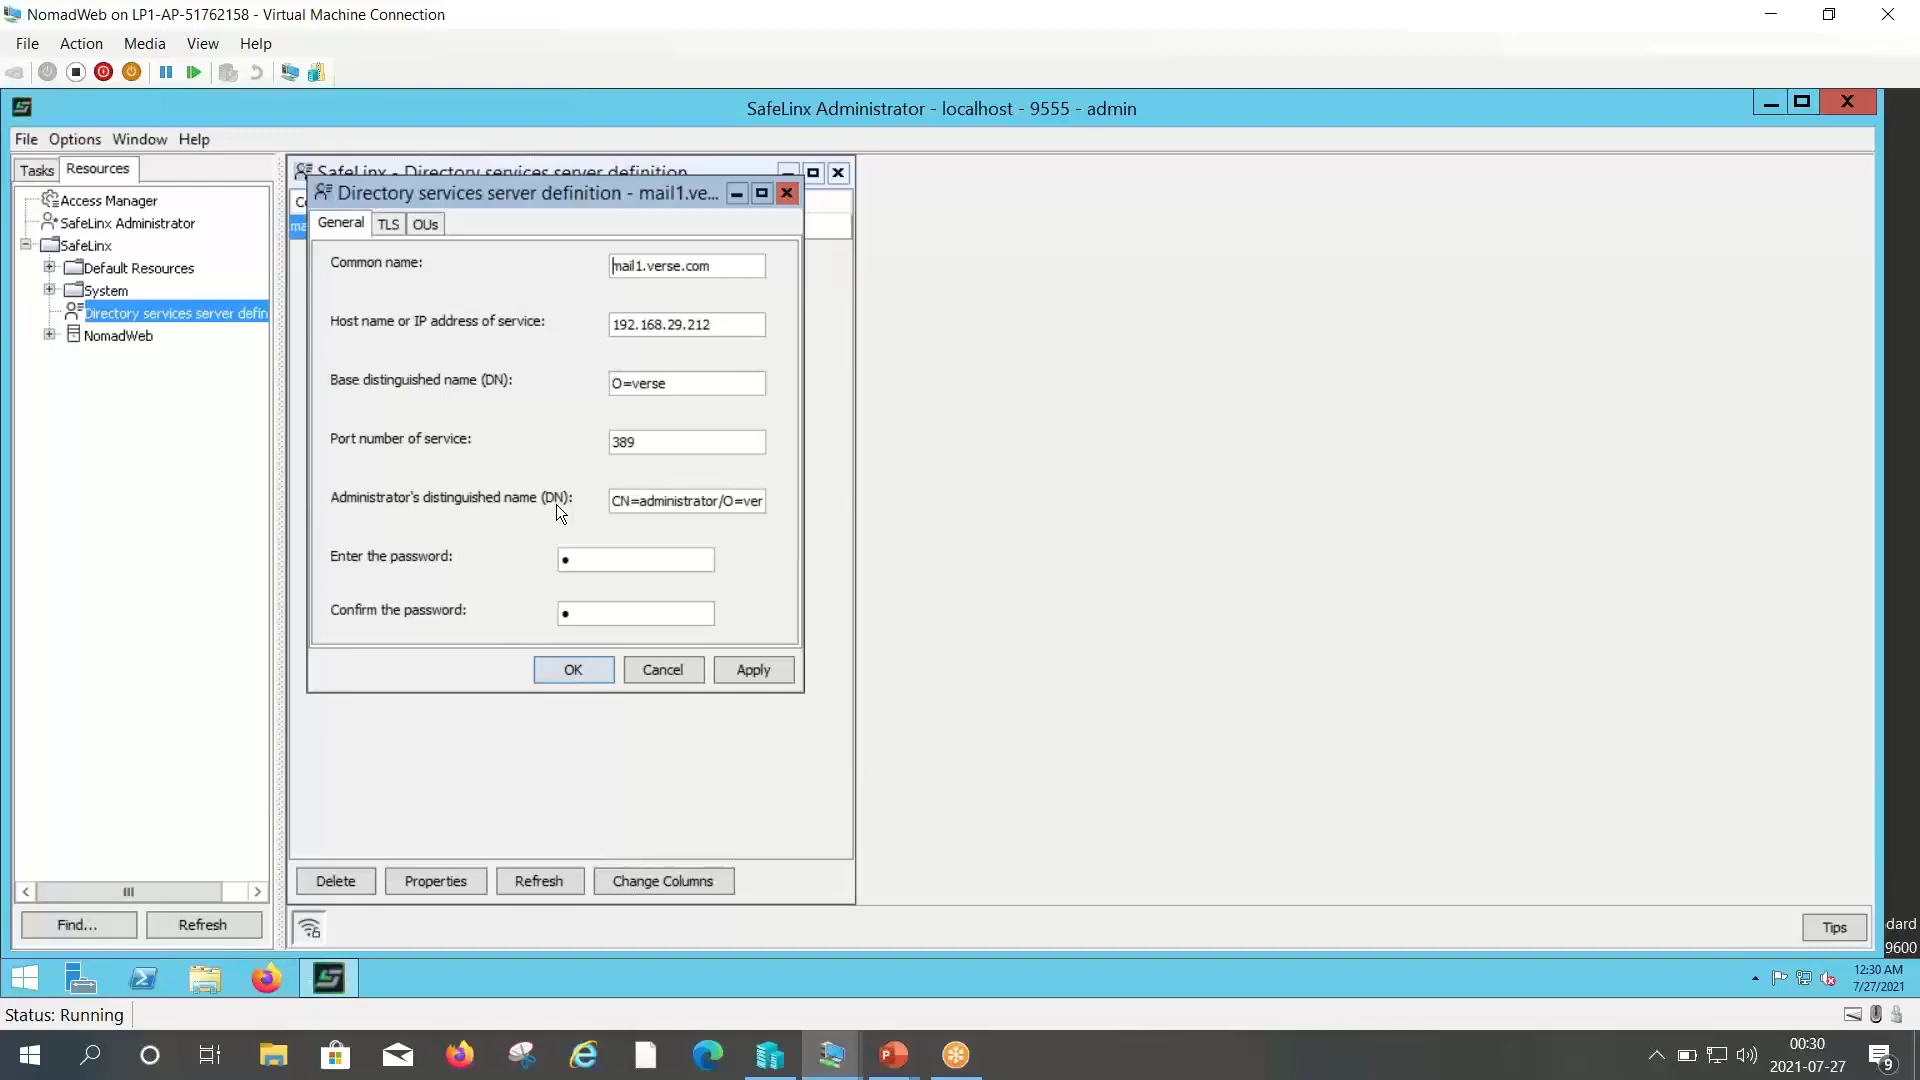 NomadWeb on LP1-AP-51762158 - Virtual Machine Connection
File Action Media View Help
SafeLinx Administrator - localhost - 9555 - admin
File Options Window Help
Tasks Resources
Access Manager
SafeLinx Administrator
SafeLinx
Default Resources
System
Directory services server defin
NomadWeb
Find... Refresh
SafeLinx - Directory services server definition
Directory services server definition - mail1.ve...
General TLS OUs
Common name: mail1.verse.com
Host name or IP address of service: 192.168.29.212
Base distinguished name (DN): O=verse
Port number of service: 389
Administrator's distinguished name (DN): CN=administrator/O=ver
Enter the password: •
Confirm the password: •
OK Cancel Apply
Delete Properties Refresh Change Columns
Tips
dard
9600
12:30 AM
7/27/2021
Status: Running
00:30
2021-07-27
9